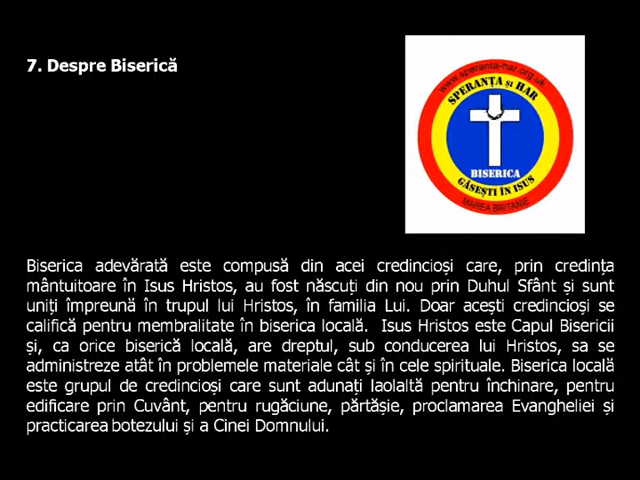 7. Despre Biserică
www.speranta-har.org.uk
SPERANȚA și HAR
BISERICA
GĂSEȘTI ÎN ISUS
MAREA BRITANIE
Biserica adevărată este compusă din acei credincioși care, prin credința
mântuitoare în Isus Hristos, au fost născuți din nou prin Duhul Sfânt și sunt
uniți împreună în trupul lui Hristos, în familia Lui. Doar acești credincioși se
califică pentru membralitate în biserica locală. Isus Hristos este Capul Bisericii
și, ca orice biserică locală, are dreptul, sub conducerea lui Hristos, sa se
administreze atât în problemele materiale cât și în cele spirituale. Biserica locală
este grupul de credincioși care sunt adunați laolaltă pentru închinare, pentru
edificare prin Cuvânt, pentru rugăciune, părtășie, proclamarea Evangheliei și
practicarea botezului și a Cinei Domnului.